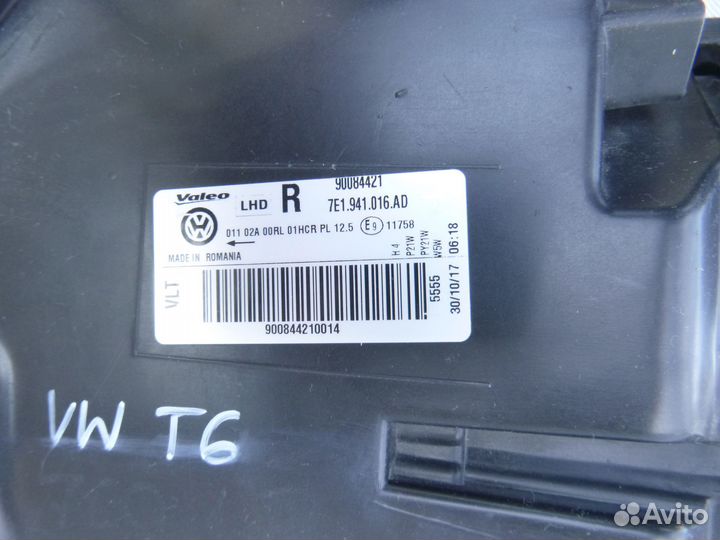 90084421
Valeo LHD R 7E1.941.016.AD
011 02A 00RL 01HCR PL 12.5 E9 11758
MADE IN ROMANIA
H4
P21W
PY21W
W5W
VLT
5555
30/10/17 06:18
900844210014
VW T6
Avito